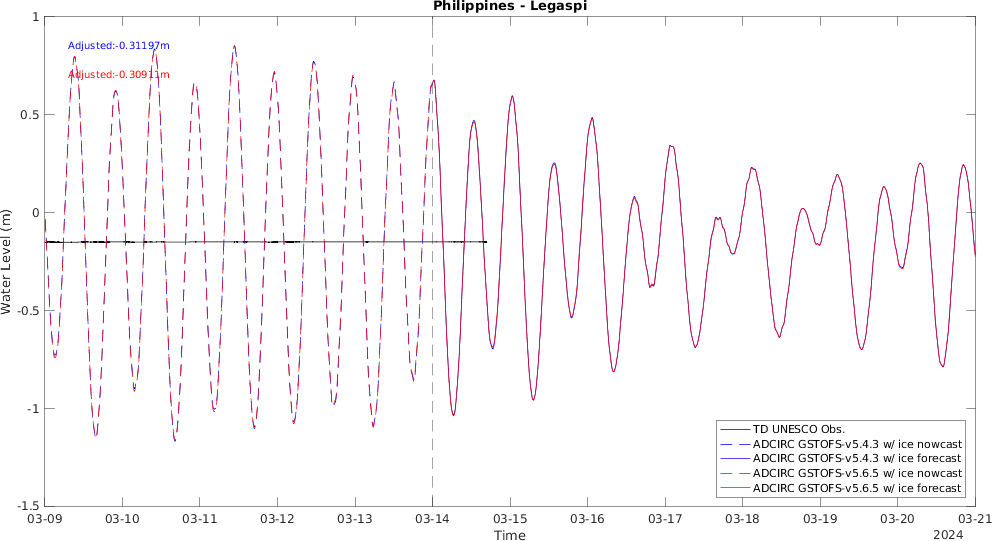 Philippines - Legaspi
Adjusted:-0.31197m
Adjusted:-0.30911m
Water Level (m)
1
0.5
0
-0.5
-1
-1.5
03-09 03-10 03-11 03-12 03-13 03-14 03-15 03-16 03-17 03-18 03-19 03-20 03-21
Time
2024
TD UNESCO Obs.
ADCIRC GSTOFS-v5.4.3 w/ ice nowcast
ADCIRC GSTOFS-v5.4.3 w/ ice forecast
ADCIRC GSTOFS-v5.6.5 w/ ice nowcast
ADCIRC GSTOFS-v5.6.5 w/ ice forecast